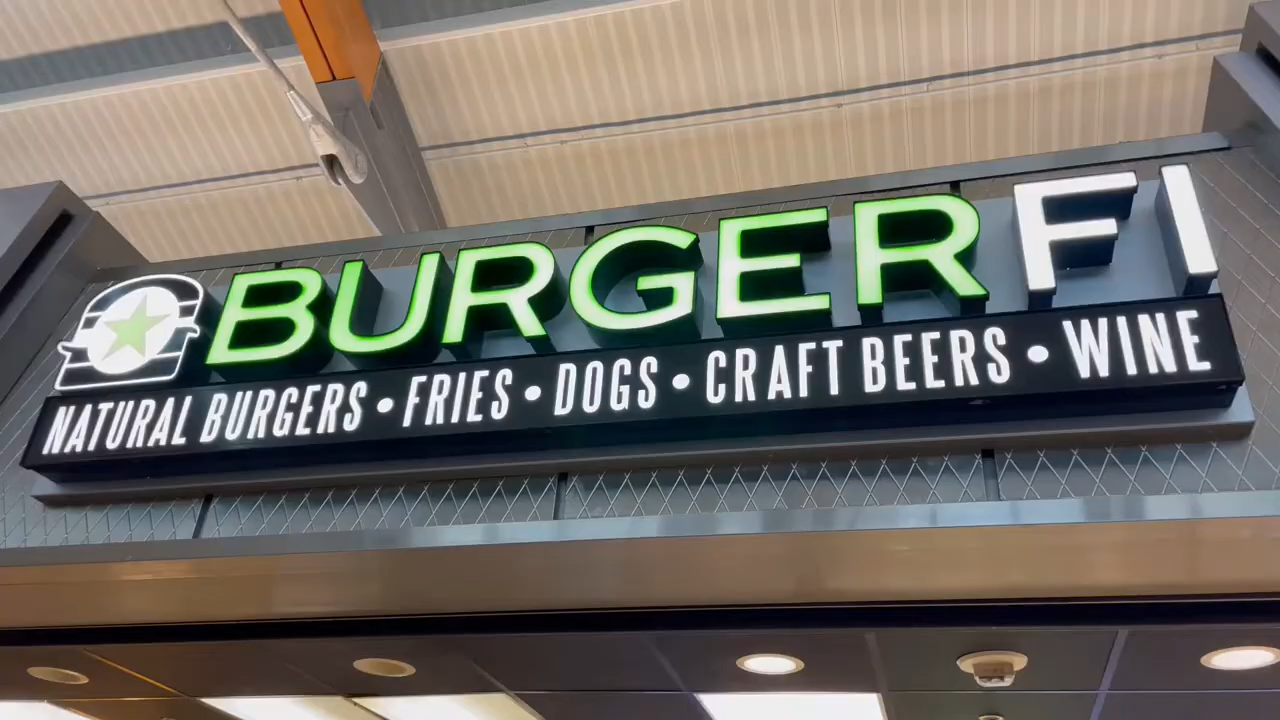 BURGERFI
NATURAL BURGERS • FRIES • DOGS • CRAFT BEERS • WINE